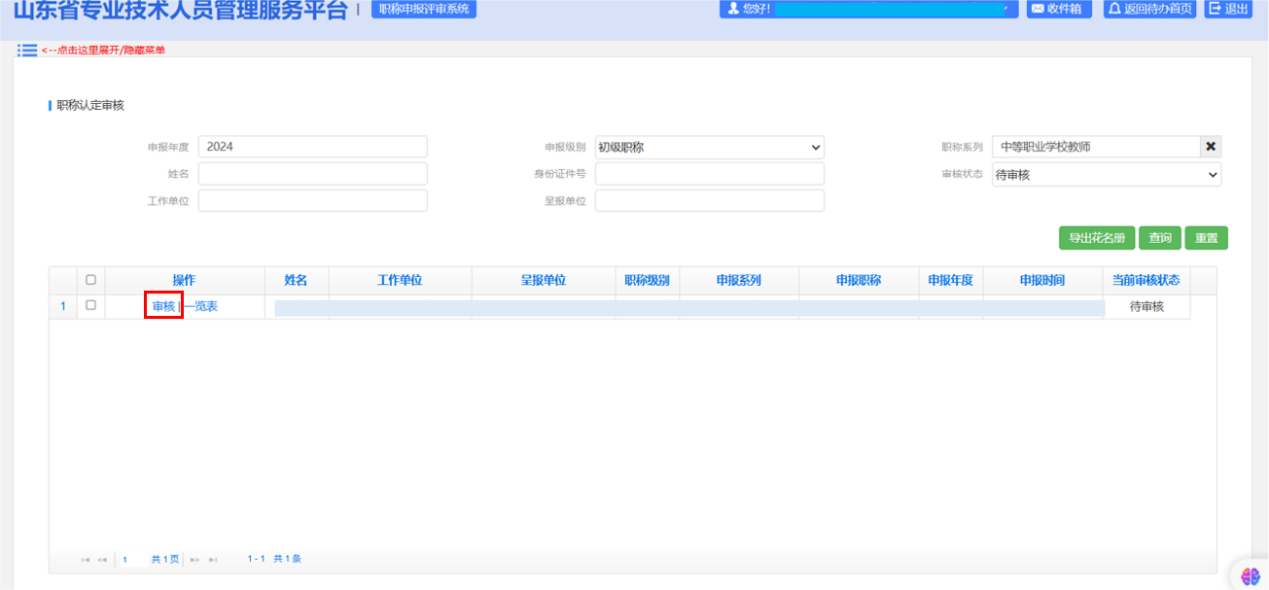 山东省专业技术人员管理服务平台 | 职称申报评审系统 您好! 收件箱 返回待办首页 退出
<--点击这里展开/隐藏菜单
职称认定审核
申报年度 2024 申报级别 初级职称 职称系列 中等职业学校教师
姓名 身份证件号 审核状态 待审核
工作单位 呈报单位
导出花名册 查询 重置
操作 姓名 工作单位 呈报单位 职称级别 申报系列 申报职称 申报年度 申报时间 当前审核状态
1 审核 | 一览表 待审核
1 共1页 1-1 共1条